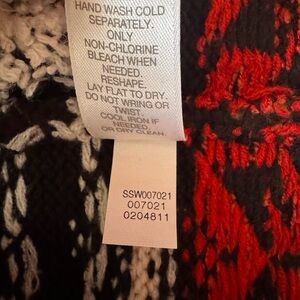 HAND WASH COLD
SEPARATELY.
ONLY
NON-CHLORINE
BLEACH WHEN
NEEDED
RESHAPE.
LAY FLAT TO DRY.
DO NOT WRING OR
TWIST.
COOL IRON IF
NEEDED.
OR DRY CLEAN.
SSW007021
007021
0204811